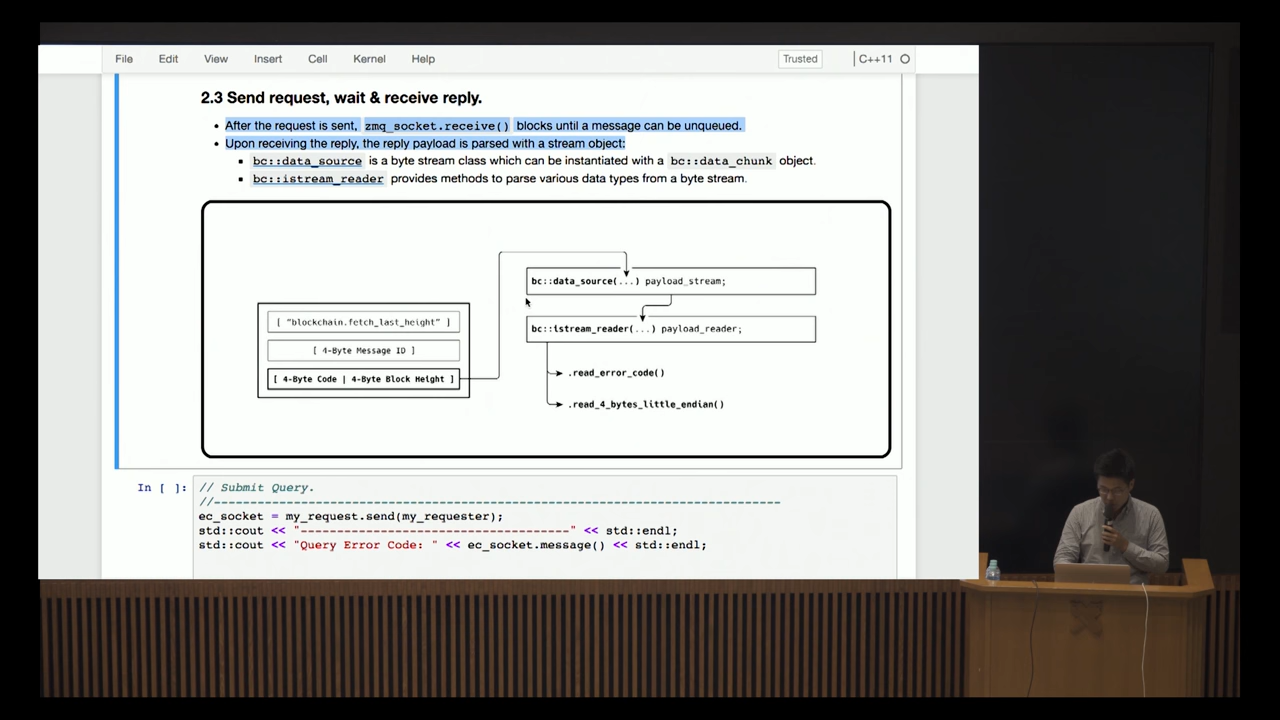 File Edit View Insert Cell Kernel Help Trusted C++11
2.3 Send request, wait & receive reply.
After the request is sent, zmq_socket.receive() blocks until a message can be unqueued.
Upon receiving the reply, the reply payload is parsed with a stream object:
bc::data_source is a byte stream class which can be instantiated with a bc::data_chunk object.
bc::istream_reader provides methods to parse various data types from a byte stream.
bc::data_source(...) payload_stream;
[ "blockchain.fetch_last_height" ]
bc::istream_reader(...) payload_reader;
[ 4-Byte Message ID ]
[ 4-Byte Code | 4-Byte Block Height ]
.read_error_code()
.read_4_bytes_little_endian()
In [ ]: // Submit Query.
//-------------------------------------------------------------------------------
ec_socket = my_request.send(my_requester);
std::cout << "-------------------------------------" << std::endl;
std::cout << "Query Error Code: " << ec_socket.message() << std::endl;